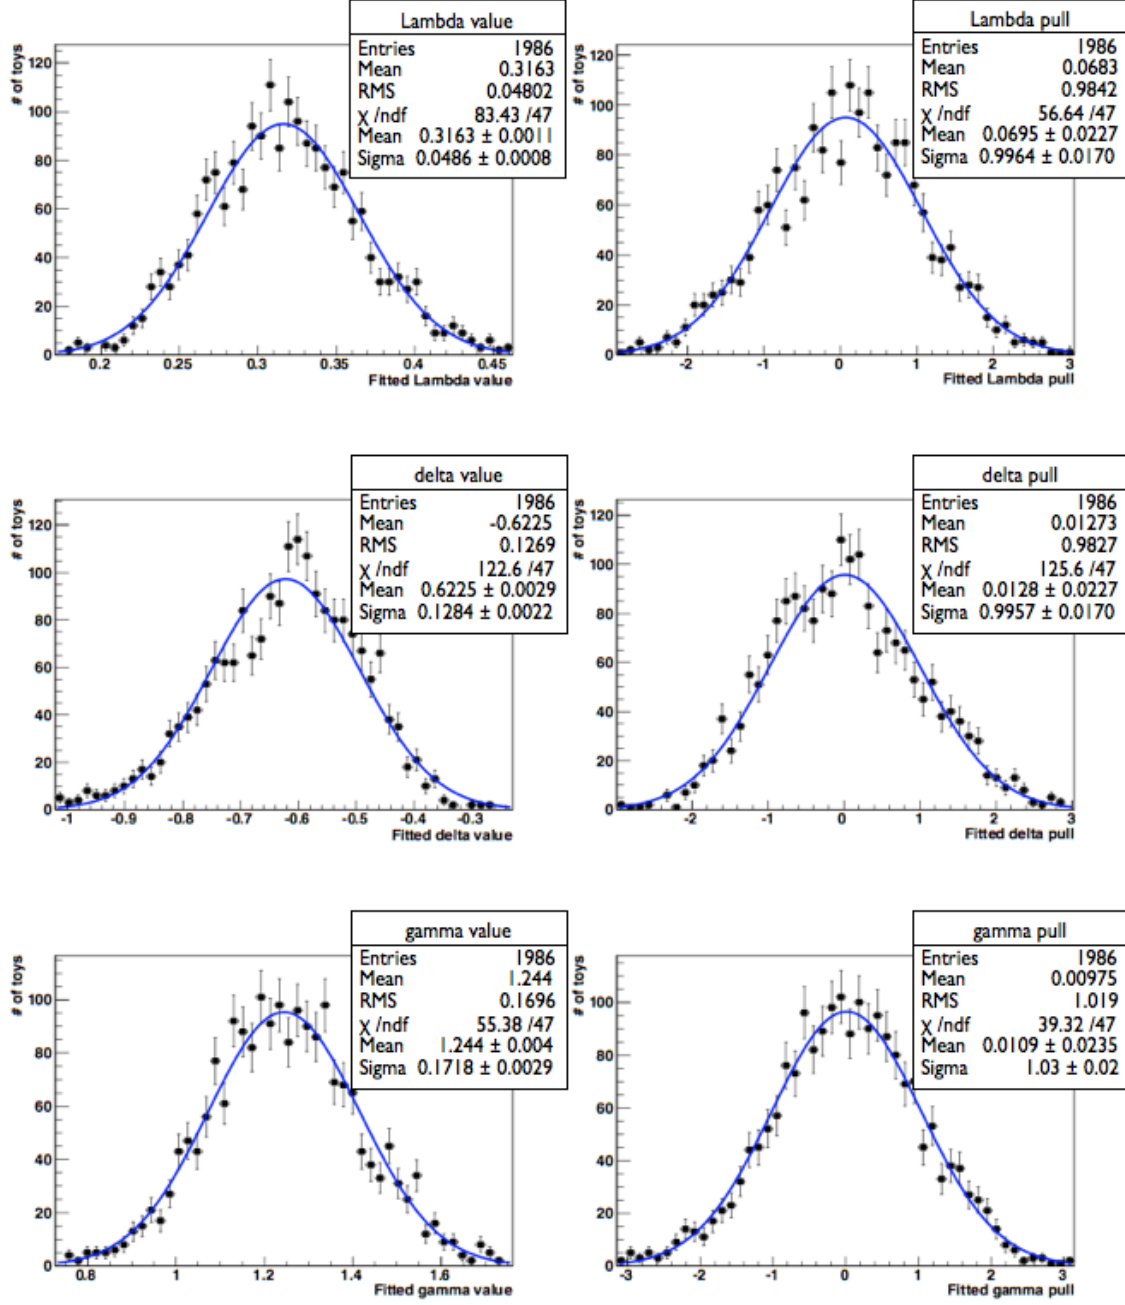 Lambda value
Entries 1986
Mean 0.3163
RMS 0.04802
χ /ndf 83.43 /47
Mean 0.3163 ± 0.0011
Sigma 0.0486 ± 0.0008
# of toys
120
100
80
60
40
20
0
0.2 0.25 0.3 0.35 0.4 0.45
Fitted Lambda value
Lambda pull
Entries 1986
Mean 0.0683
RMS 0.9842
χ /ndf 56.64 /47
Mean 0.0695 ± 0.0227
Sigma 0.9964 ± 0.0170
# of toys
120
100
80
60
40
20
0
-2 -1 0 1 2 3
Fitted Lambda pull
delta value
Entries 1986
Mean -0.6225
RMS 0.1269
χ /ndf 122.6 /47
Mean 0.6225 ± 0.0029
Sigma 0.1284 ± 0.0022
# of toys
120
100
80
60
40
20
0
-1 -0.9 -0.8 -0.7 -0.6 -0.5 -0.4 -0.3
Fitted delta value
delta pull
Entries 1986
Mean 0.01273
RMS 0.9827
χ /ndf 125.6 /47
Mean 0.0128 ± 0.0227
Sigma 0.9957 ± 0.0170
# of toys
120
100
80
60
40
20
0
-2 -1 0 1 2 3
Fitted delta pull
gamma value
Entries 1986
Mean 1.244
RMS 0.1696
χ /ndf 55.38 /47
Mean 1.244 ± 0.004
Sigma 0.1718 ± 0.0029
# of toys
100
80
60
40
20
0
0.8 1 1.2 1.4 1.6
Fitted gamma value
gamma pull
Entries 1986
Mean 0.00975
RMS 1.019
χ /ndf 39.32 /47
Mean 0.0109 ± 0.0235
Sigma 1.03 ± 0.02
# of toys
100
80
60
40
20
0
-3 -2 -1 0 1 2 3
Fitted gamma pull